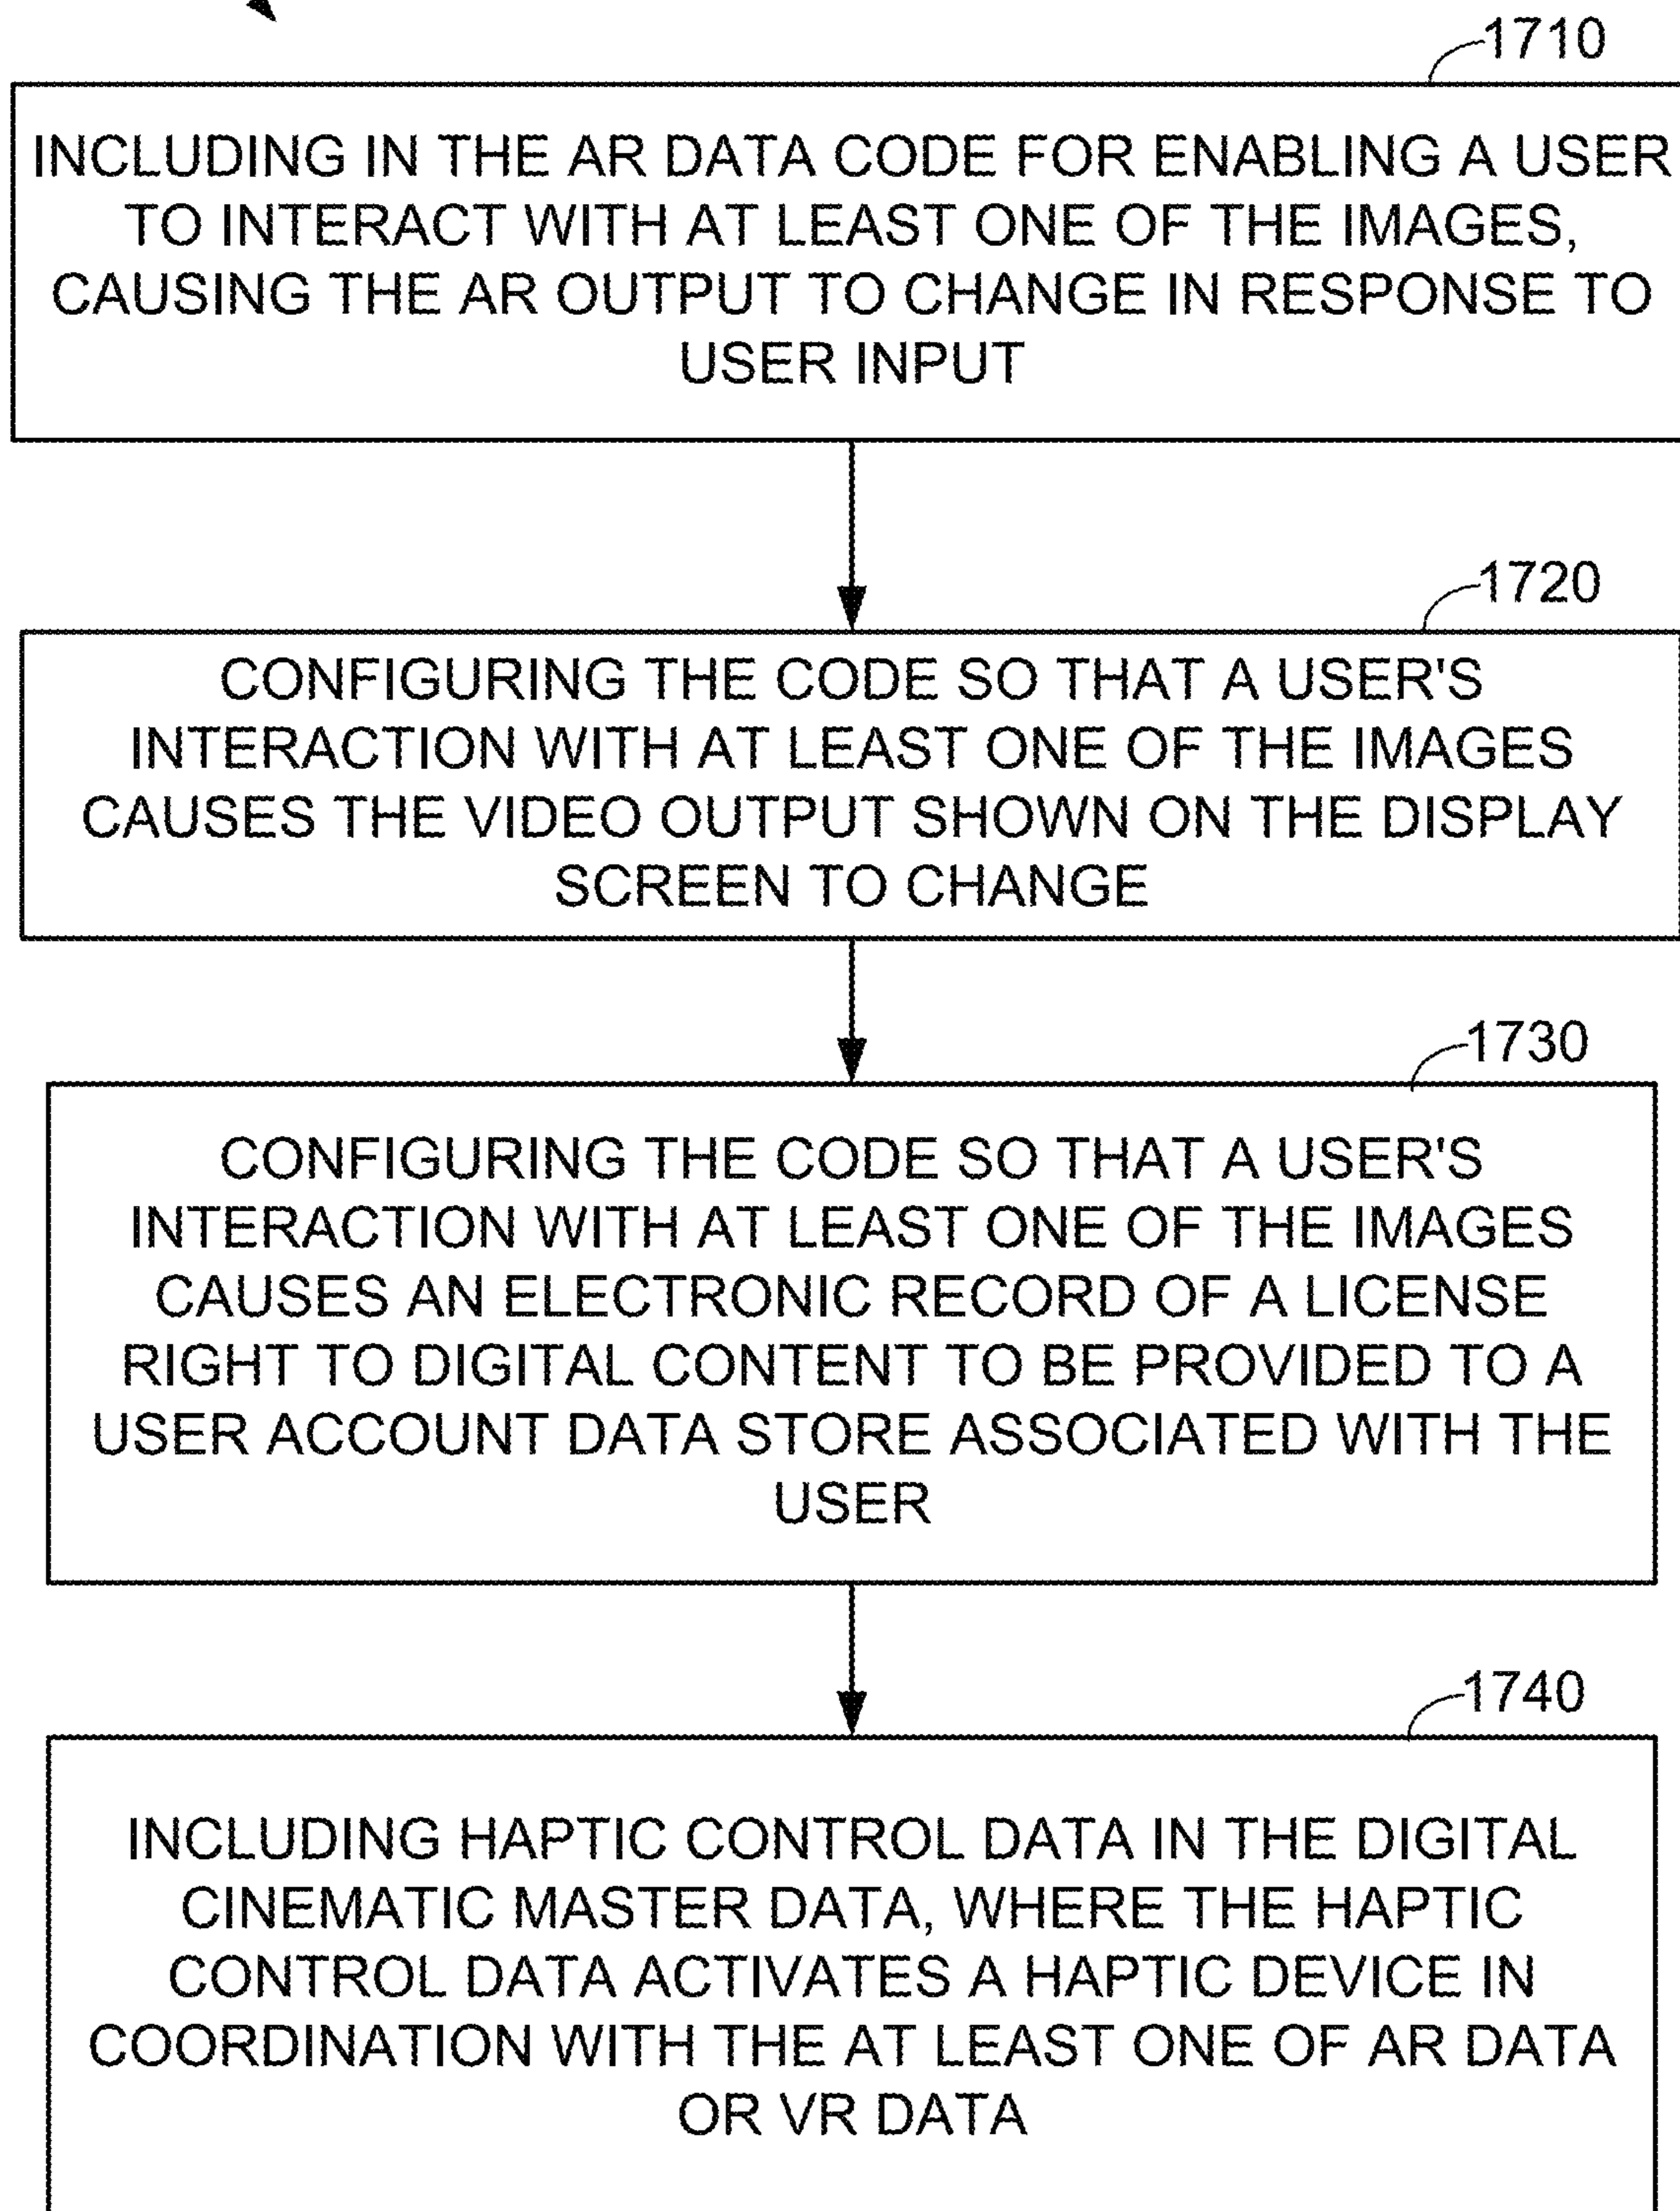 1710
INCLUDING IN THE AR DATA CODE FOR ENABLING A USER
TO INTERACT WITH AT LEAST ONE OF THE IMAGES,
CAUSING THE AR OUTPUT TO CHANGE IN RESPONSE TO
USER INPUT
1720
CONFIGURING THE CODE SO THAT A USER'S
INTERACTION WITH AT LEAST ONE OF THE IMAGES
CAUSES THE VIDEO OUTPUT SHOWN ON THE DISPLAY
SCREEN TO CHANGE
1730
CONFIGURING THE CODE SO THAT A USER'S
INTERACTION WITH AT LEAST ONE OF THE IMAGES
CAUSES AN ELECTRONIC RECORD OF A LICENSE
RIGHT TO DIGITAL CONTENT TO BE PROVIDED TO A
USER ACCOUNT DATA STORE ASSOCIATED WITH THE
USER
1740
INCLUDING HAPTIC CONTROL DATA IN THE DIGITAL
CINEMATIC MASTER DATA, WHERE THE HAPTIC
CONTROL DATA ACTIVATES A HAPTIC DEVICE IN
COORDINATION WITH THE AT LEAST ONE OF AR DATA
OR VR DATA